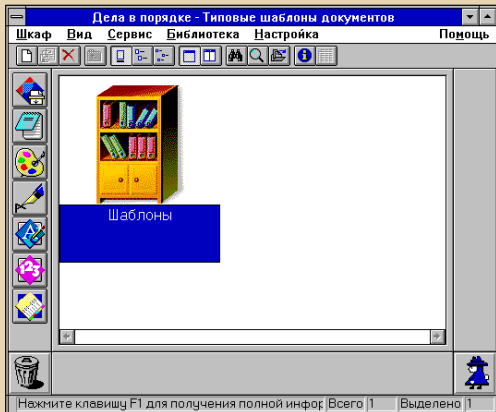 Дела в порядке - Типовые шаблоны документов
Шкаф Вид Сервис Библиотека Настройка Помощь
Шаблоны
Нажмите клавишу F1 для получения полной инфор Всего 1 Выделено 1